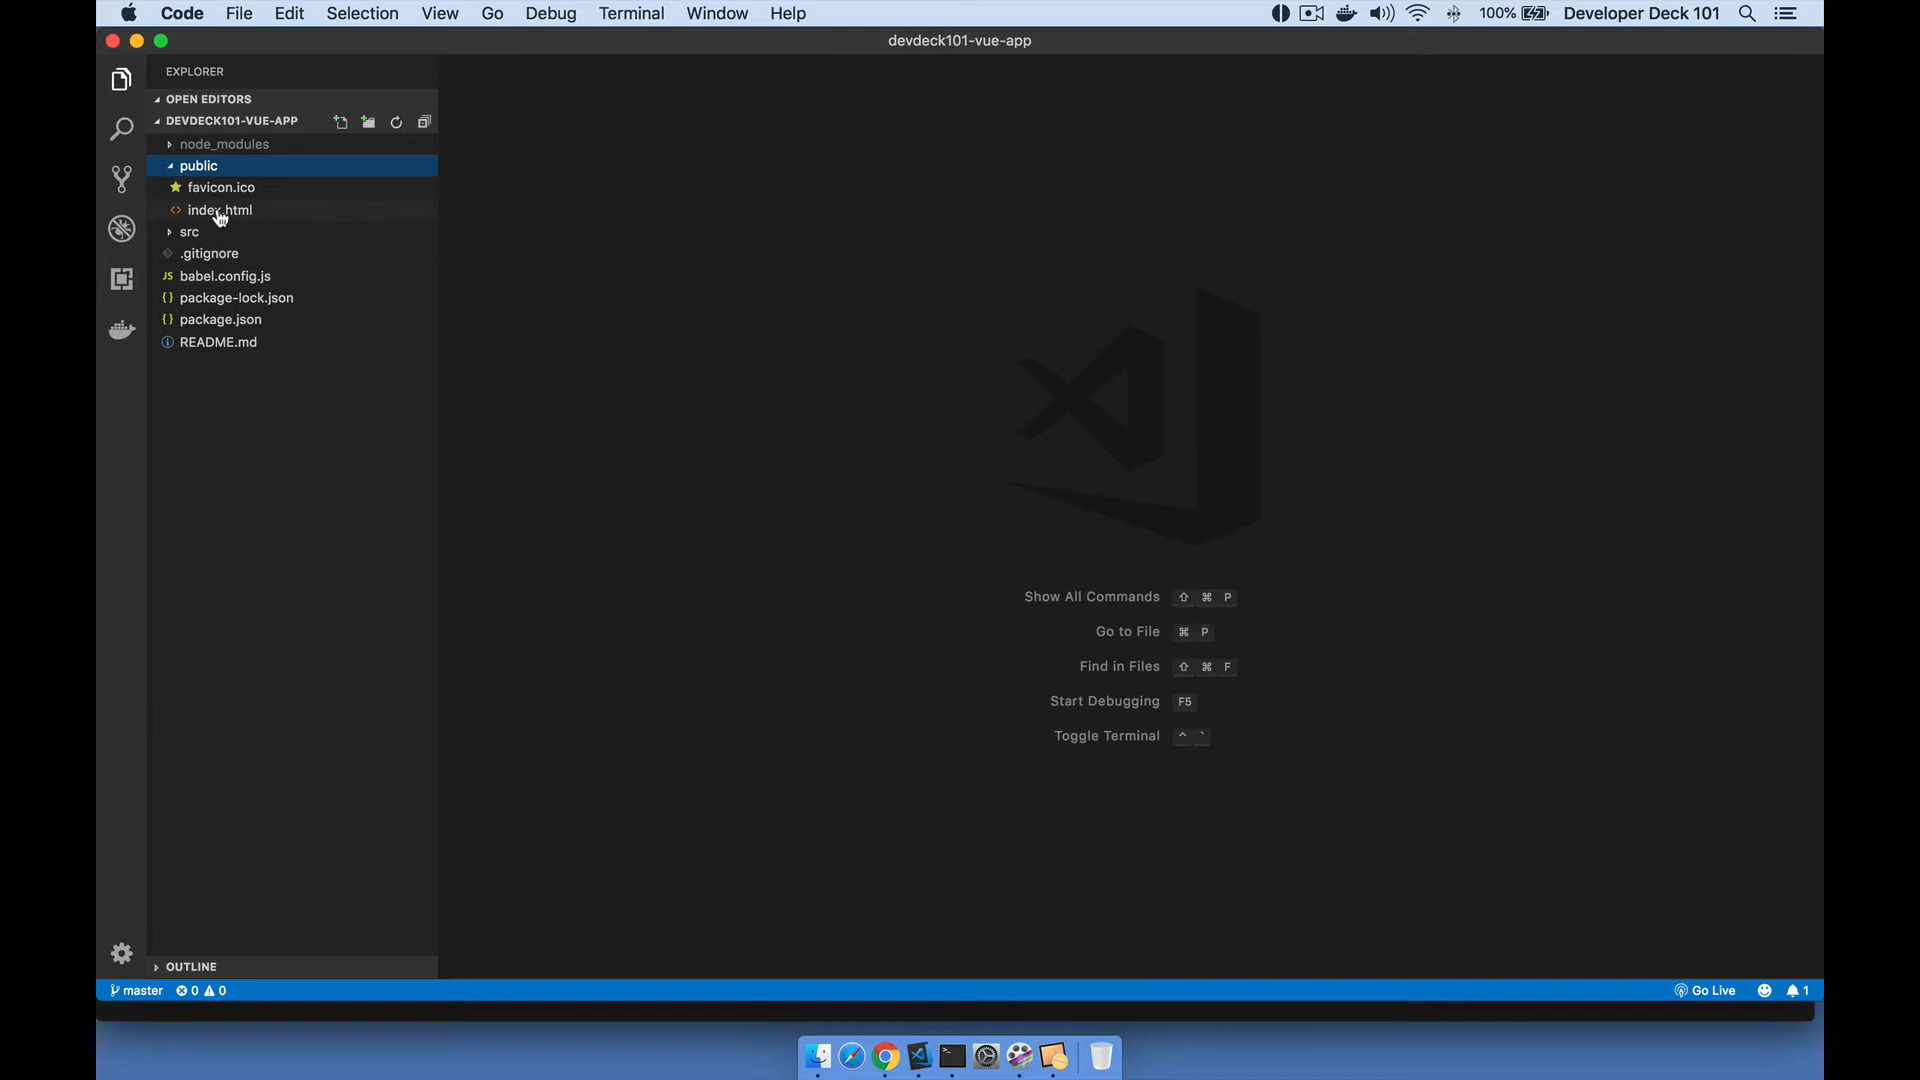 Code File Edit Selection View Go Debug Terminal Window Help 100% Developer Deck 101
devdeck101-vue-app
EXPLORER
OPEN EDITORS
DEVDECK101-VUE-APP
node_modules
public
favicon.ico
index.html
src
.gitignore
JS babel.config.js
{} package-lock.json
{} package.json
README.md
Show All Commands ⇧ ⌘ P
Go to File ⌘ P
Find in Files ⇧ ⌘ F
Start Debugging F5
Toggle Terminal ^ `
OUTLINE
master 0 0 Go Live 1